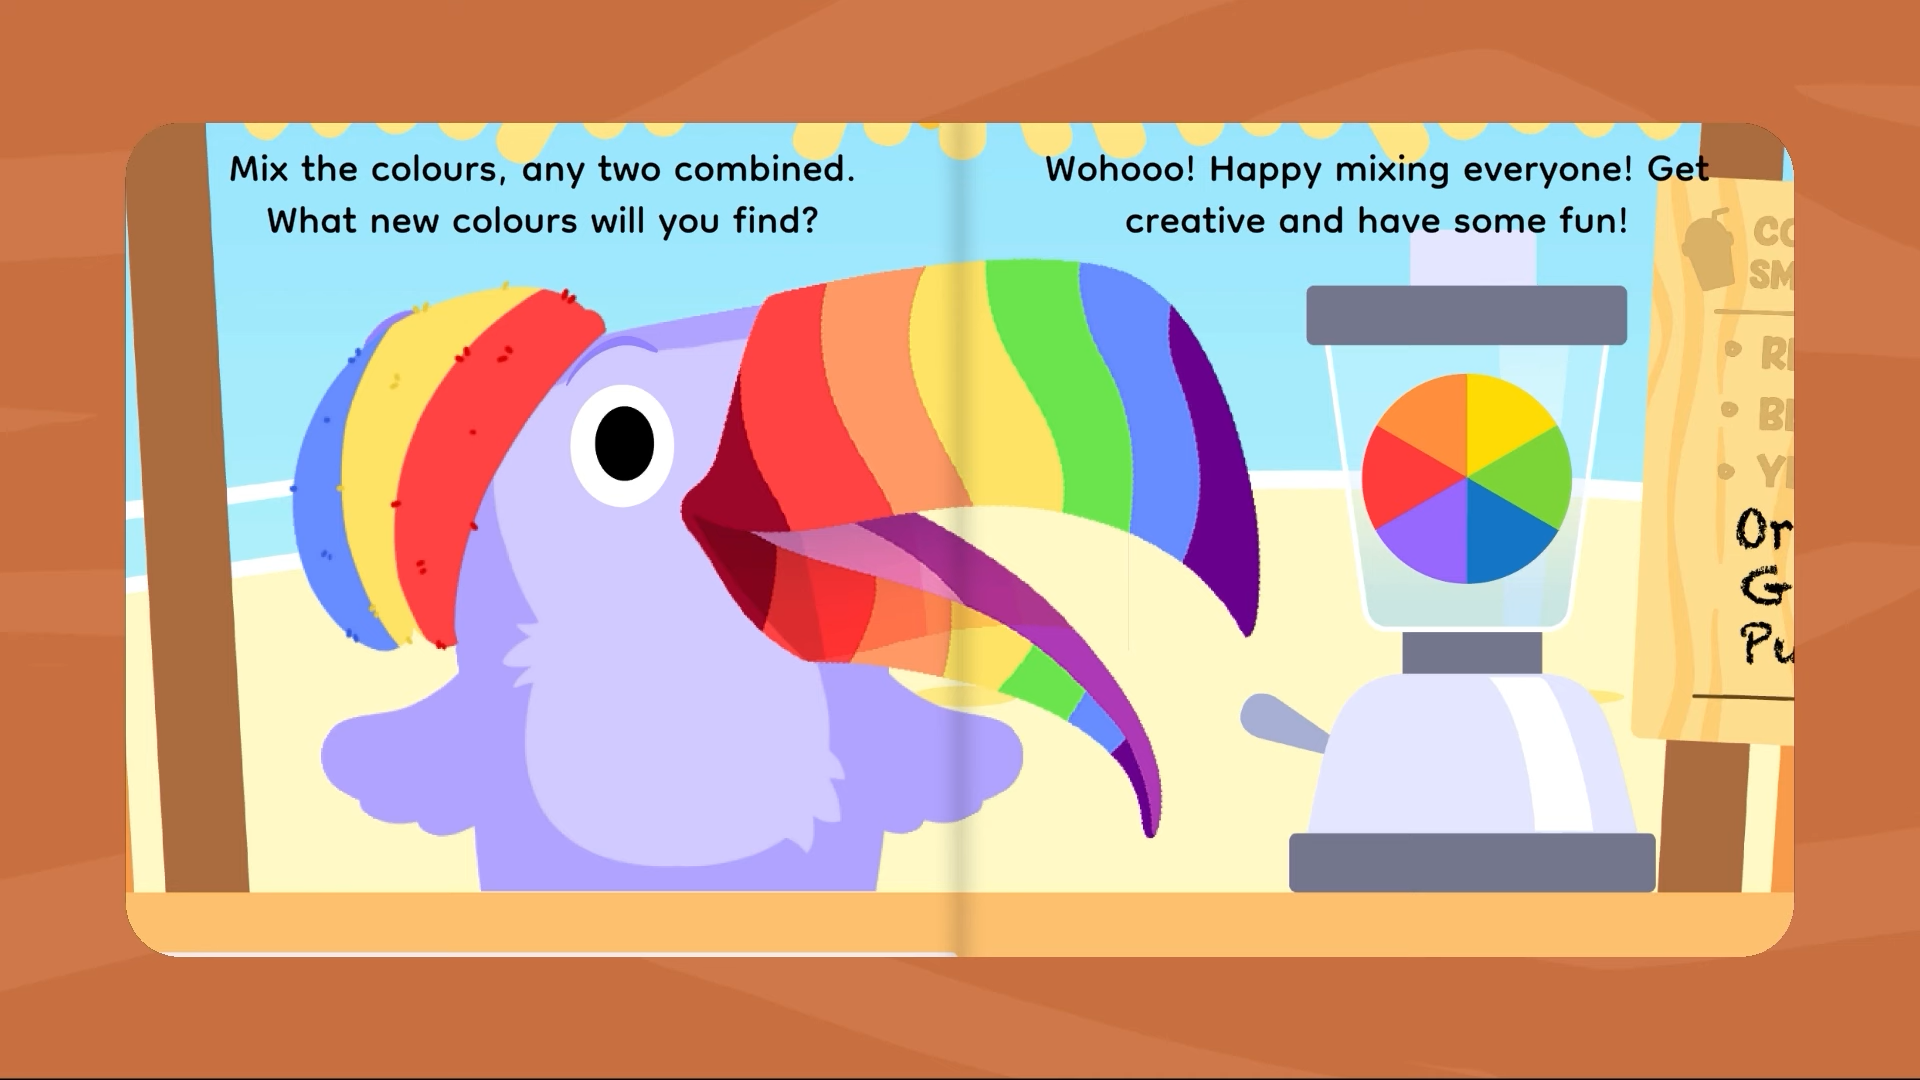 Mix the colours, any two combined.
What new colours will you find?
Wohooo! Happy mixing everyone! Get
creative and have some fun!